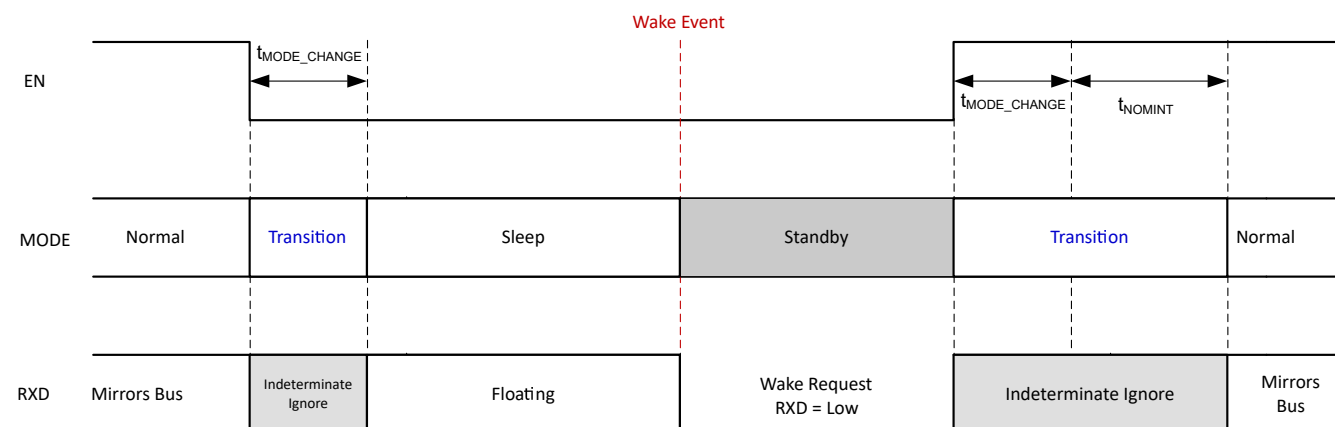 Wake Event
EN
tMODE_CHANGE
tMODE_CHANGE
tNOMINT
MODE
Normal
Transition
Sleep
Standby
Transition
Normal
RXD
Mirrors Bus
Indeterminate
Ignore
Floating
Wake Request
RXD = Low
Indeterminate Ignore
Mirrors
Bus